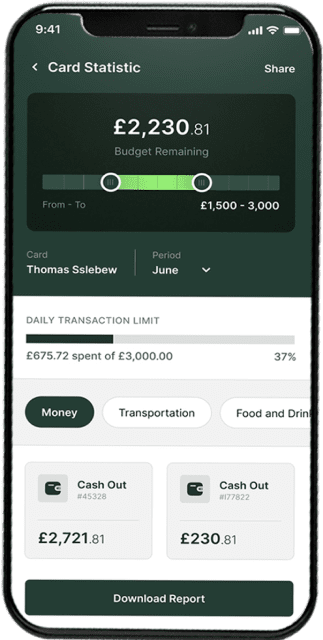 9:41
Card Statistic
Share
£2,230.81
Budget Remaining
From - To
£1,500 - 3,000
Card
Period
Thomas Sslebew
June
DAILY TRANSACTION LIMIT
£675.72 spent of £3,000.00
37%
Money
Transportation
Food and Drin
Cash Out
#45328
£2,721.81
Cash Out
#I77822
£230.81
Download Report